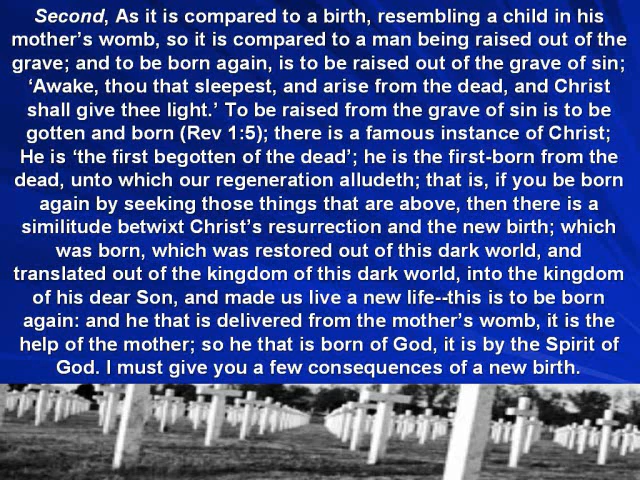 Second, As it is compared to a birth, resembling a child in his
mother's womb, so it is compared to a man being raised out of the
grave; and to be born again, is to be raised out of the grave of sin;
‘Awake, thou that sleepest, and arise from the dead, and Christ
shall give thee light.’ To be raised from the grave of sin is to be
gotten and born (Rev 1:5); there is a famous instance of Christ;
He is ‘the first begotten of the dead’; he is the first-born from the
dead, unto which our regeneration alludeth; that is, if you be born
again by seeking those things that are above, then there is a
similitude betwixt Christ’s resurrection and the new birth; which
was born, which was restored out of this dark world, and
translated out of the kingdom of this dark world, into the kingdom
of his dear Son, and made us live a new life--this is to be born
again: and he that is delivered from the mother’s womb, it is the
help of the mother; so he that is born of God, it is by the Spirit of
God. I must give you a few consequences of a new birth.